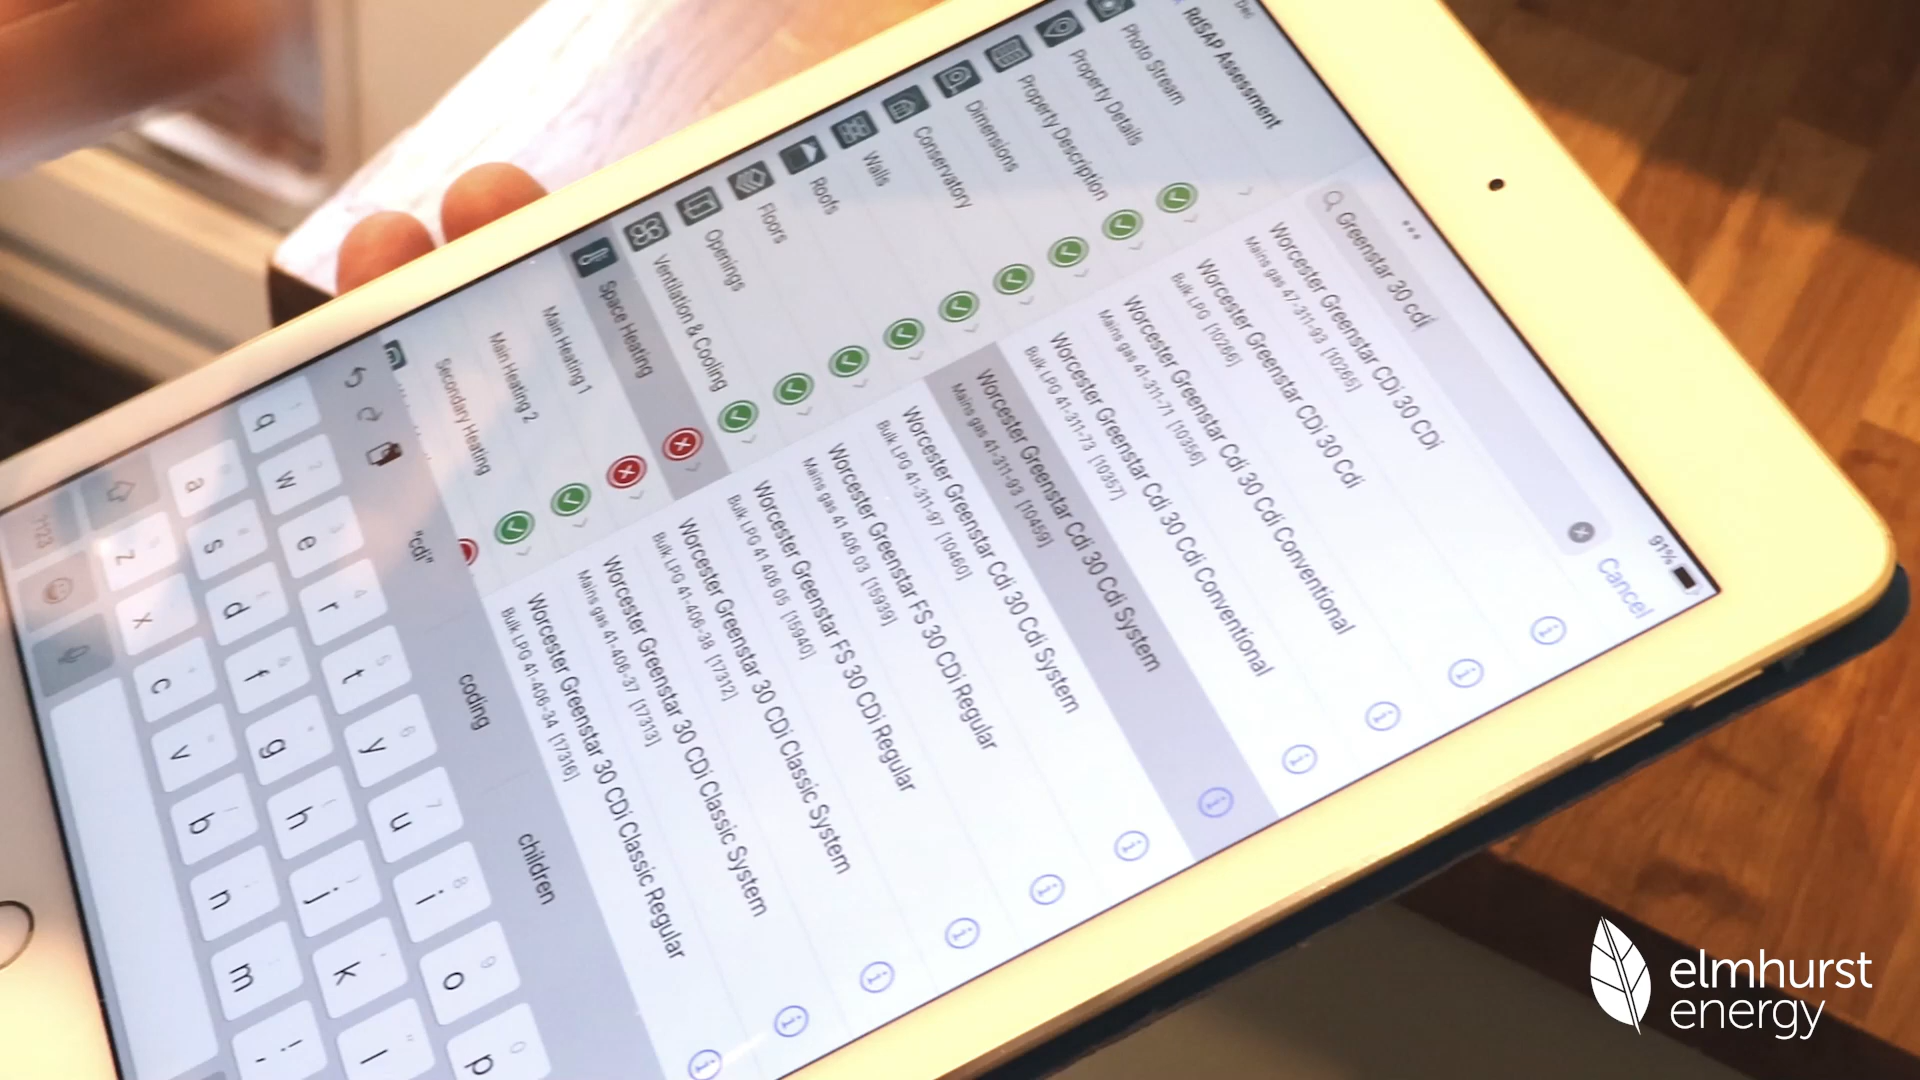 Dec
91%
RdSAP Assessment
Photo Stream
Property Details
Property Description
Dimensions
Conservatory
Walls
Roofs
Floors
Openings
Ventilation & Cooling
Space Heating
Main Heating 1
Main Heating 2
Secondary Heating
Greenstar 30 cdi
Cancel
Worcester Greenstar CDi 30 CDi
Mains gas 47-311-93 [10265]
Worcester Greenstar CDi 30 Cdi
Bulk LPG [10266]
Worcester Greenstar Cdi 30 Cdi Conventional
Mains gas 41-311-71 [10356]
Worcester Greenstar Cdi 30 Cdi Conventional
Bulk LPG 41-311-73 [10357]
Worcester Greenstar Cdi 30 Cdi System
Mains gas 41-311-93 [10459]
Worcester Greenstar Cdi 30 Cdi System
Bulk LPG 41-311-97 [10460]
Worcester Greenstar FS 30 CDi Regular
Mains gas 41 406 03 [15939]
Worcester Greenstar FS 30 CDi Regular
Bulk LPG 41 406 05 [15940]
Worcester Greenstar 30 CDi Classic System
Bulk LPG 41-406-38 [17312]
Worcester Greenstar 30 CDi Classic System
Mains gas 41-406-37 [17313]
Worcester Greenstar 30 CDi Classic Regular
Bulk LPG 41-406-34 [17316]
"cdi" coding children
q w e r t y u i o p
a s d f g h j k l
z x c v b n m ! ,
?123
elmhurst
energy